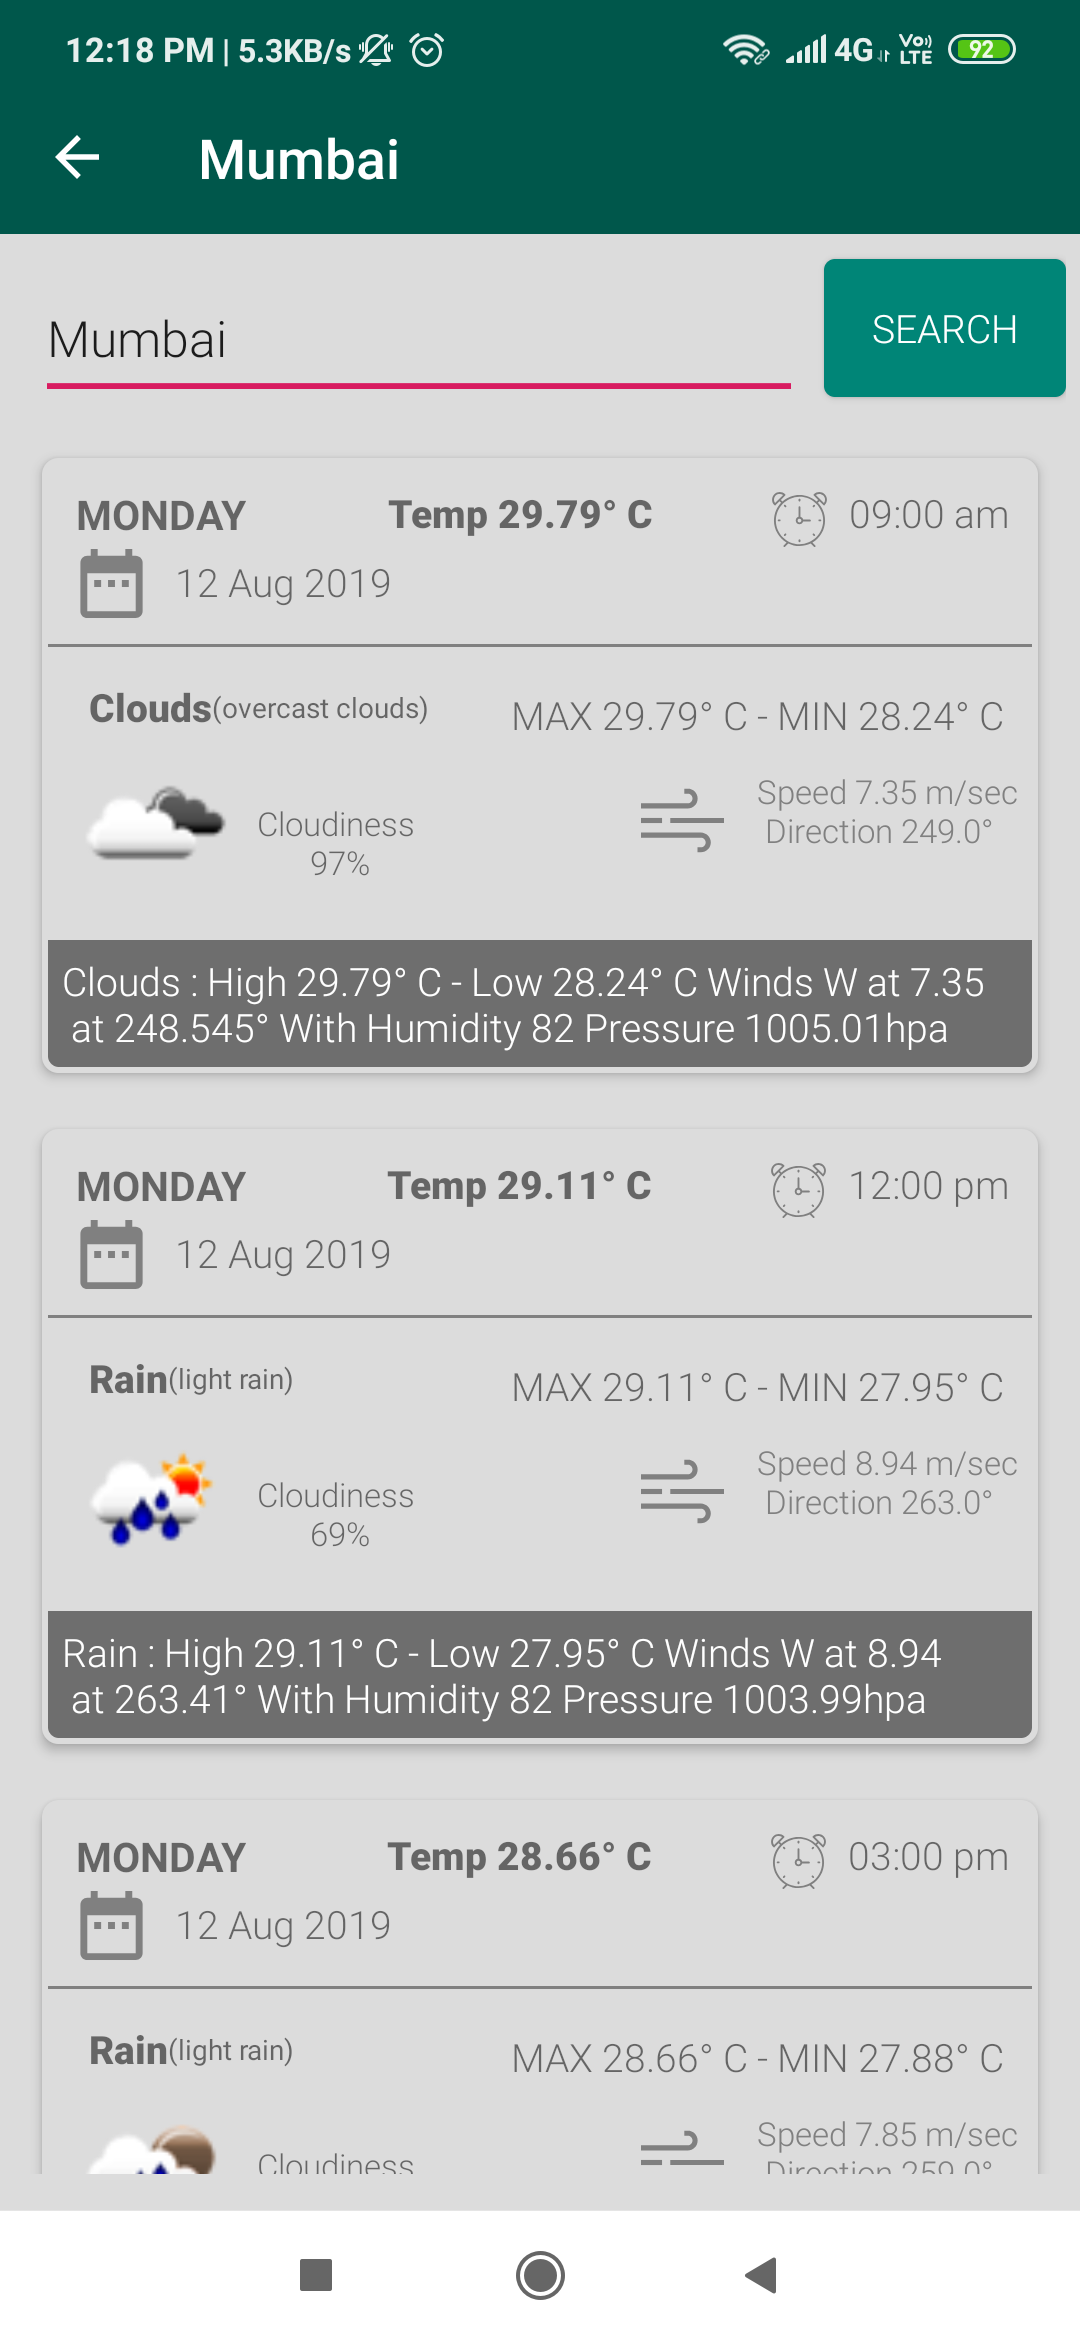 12:18 PM | 5.3KB/s 4G Vo)) LTE 92
Mumbai
Mumbai
SEARCH
MONDAY Temp 29.79° C 09:00 am
12 Aug 2019
Clouds(overcast clouds) MAX 29.79° C - MIN 28.24° C
Speed 7.35 m/sec
Cloudiness Direction 249.0°
97%
Clouds : High 29.79° C - Low 28.24° C Winds W at 7.35
at 248.545° With Humidity 82 Pressure 1005.01hpa
MONDAY Temp 29.11° C 12:00 pm
12 Aug 2019
Rain(light rain) MAX 29.11° C - MIN 27.95° C
Speed 8.94 m/sec
Cloudiness Direction 263.0°
69%
Rain : High 29.11° C - Low 27.95° C Winds W at 8.94
at 263.41° With Humidity 82 Pressure 1003.99hpa
MONDAY Temp 28.66° C 03:00 pm
12 Aug 2019
Rain(light rain) MAX 28.66° C - MIN 27.88° C
Speed 7.85 m/sec
Cloudiness Direction 259.0°